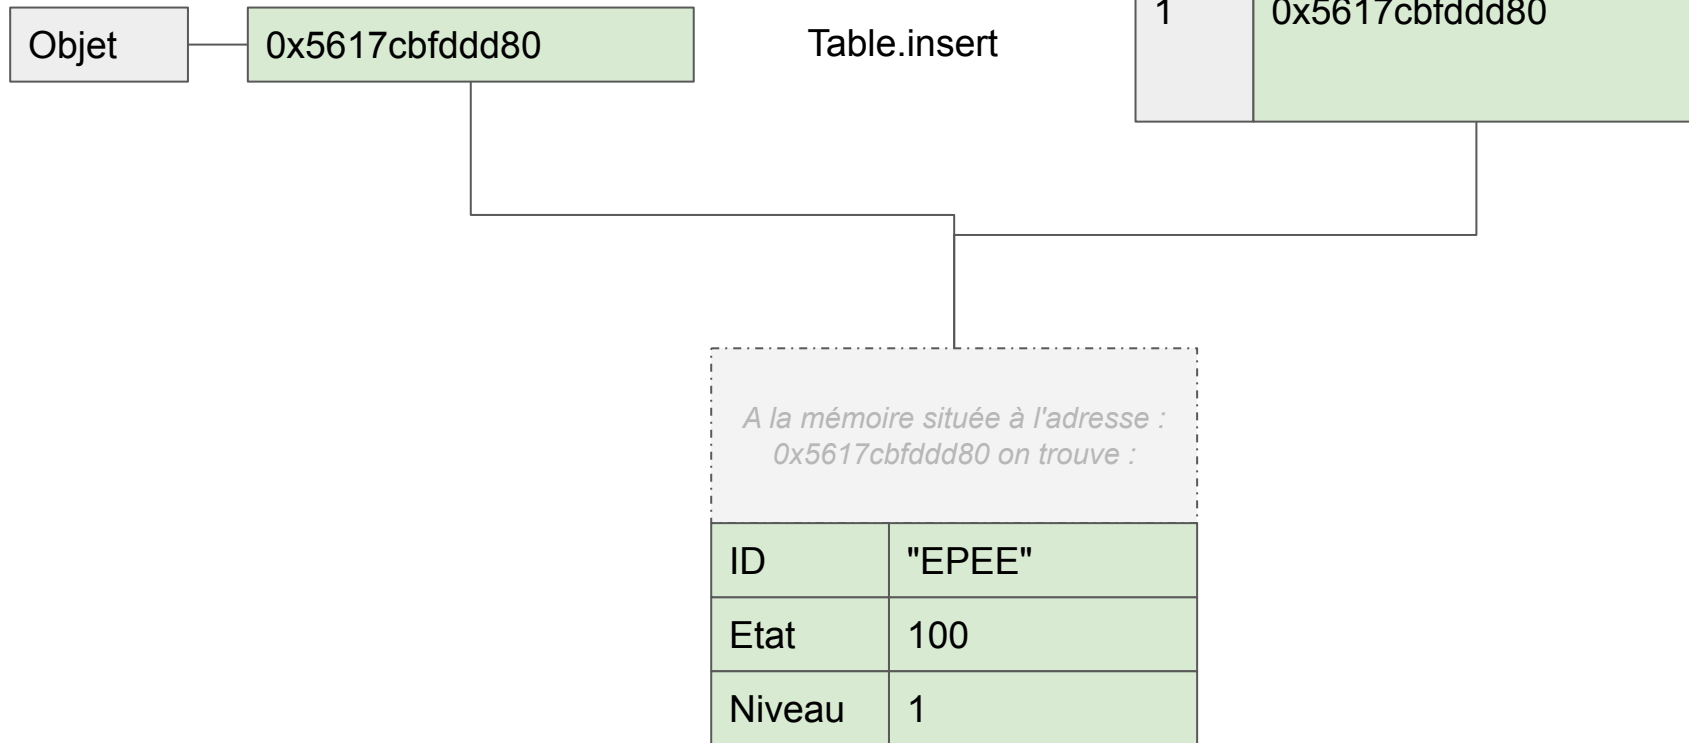 Objet
0x5617cbfddd80
Table.insert
1
0x5617cbfddd80
A la mémoire située à l'adresse :
0x5617cbfddd80 on trouve :
ID
"EPEE"
Etat
100
Niveau
1